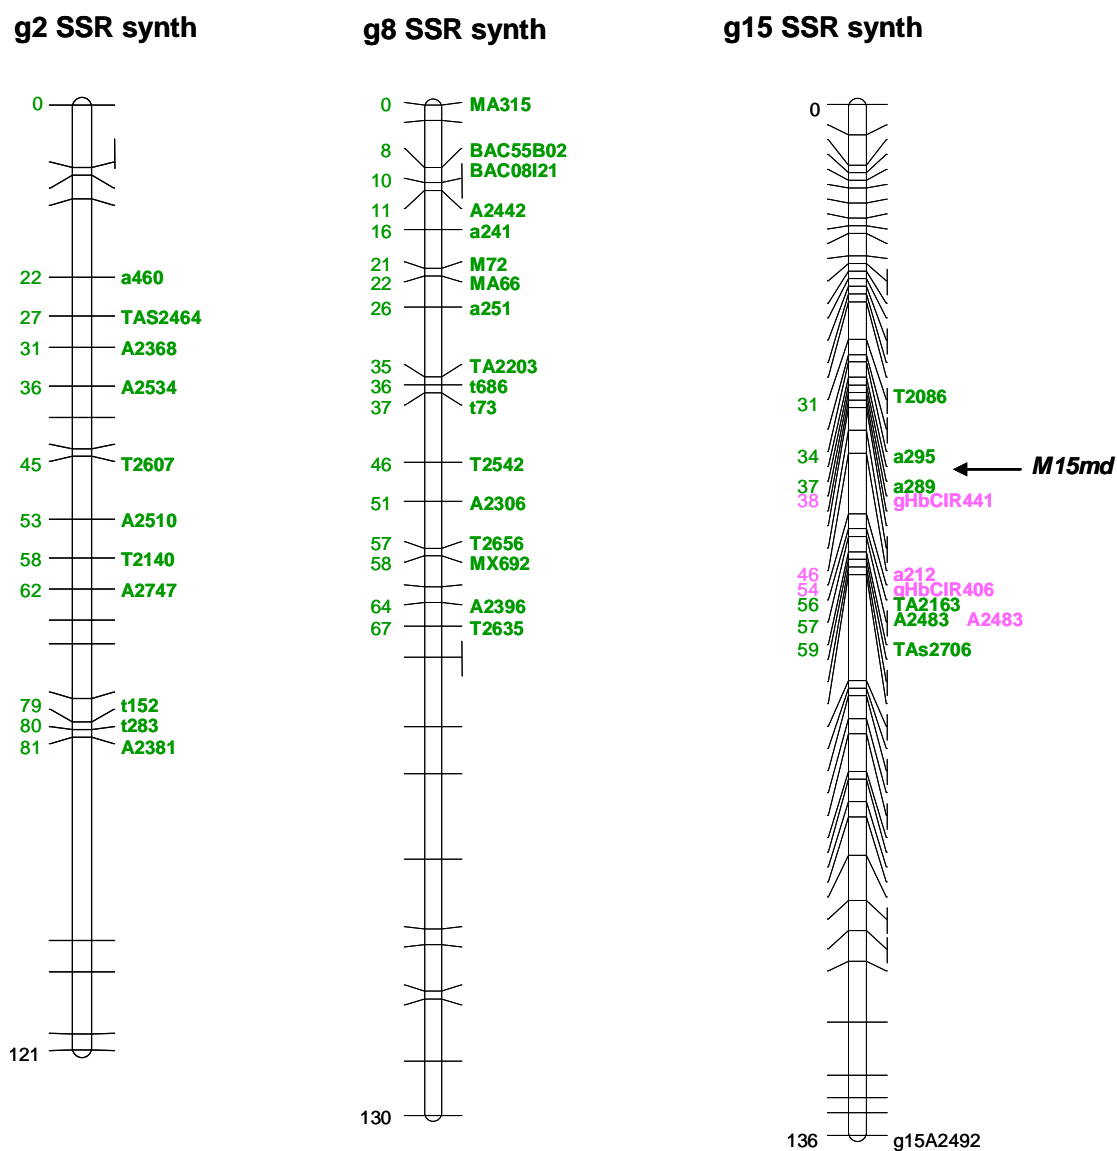 g2 SSR synth
0
22 a460
27 TAS2464
31 A2368
36 A2534
45 T2607
53 A2510
58 T2140
62 A2747
79 t152
80 t283
81 A2381
121
g8 SSR synth
0 MA315
8 BAC55B02
10 BAC08I21
11 A2442
16 a241
21 M72
22 MA66
26 a251
35 TA2203
36 t686
37 t73
46 T2542
51 A2306
57 T2656
58 MX692
64 A2396
67 T2635
130
g15 SSR synth
0
31 T2086
34 a295
M15md
37 a289
38 gHbCIR441
46 a212
54 gHbCIR406
56 TA2163
57 A2483 A2483
59 TAs2706
136 g15A2492